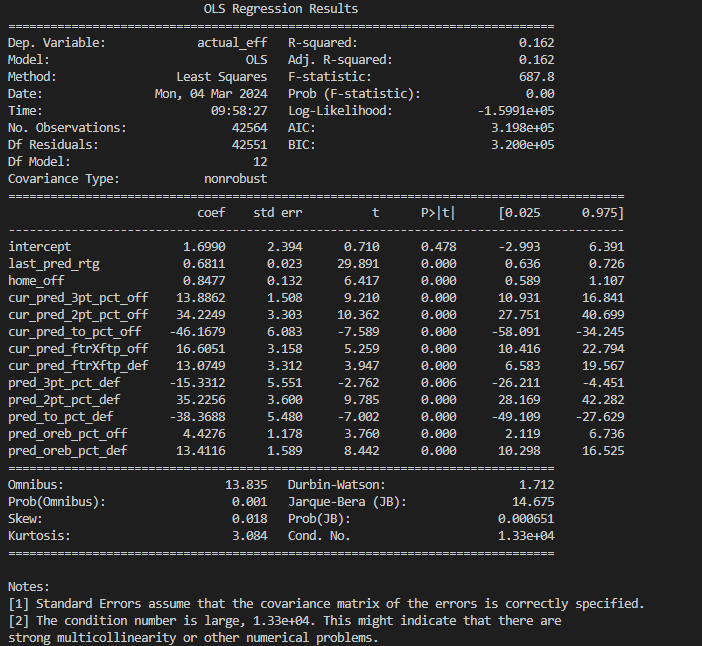 OLS Regression Results
==============================================================================
Dep. Variable: actual_eff R-squared: 0.162
Model: OLS Adj. R-squared: 0.162
Method: Least Squares F-statistic: 687.8
Date: Mon, 04 Mar 2024 Prob (F-statistic): 0.00
Time: 09:58:27 Log-Likelihood: -1.5991e+05
No. Observations: 42564 AIC: 3.198e+05
Df Residuals: 42551 BIC: 3.200e+05
Df Model: 12
Covariance Type: nonrobust
========================================================================================
coef std err t P>|t| [0.025 0.975]
----------------------------------------------------------------------------------------
intercept 1.6990 2.394 0.710 0.478 -2.993 6.391
last_pred_rtg 0.6811 0.023 29.891 0.000 0.636 0.726
home_off 0.8477 0.132 6.417 0.000 0.589 1.107
cur_pred_3pt_pct_off 13.8862 1.508 9.210 0.000 10.931 16.841
cur_pred_2pt_pct_off 34.2249 3.303 10.362 0.000 27.751 40.699
cur_pred_to_pct_off -46.1679 6.083 -7.589 0.000 -58.091 -34.245
cur_pred_ftrXftp_off 16.6051 3.158 5.259 0.000 10.416 22.794
cur_pred_ftrXftp_def 13.0749 3.312 3.947 0.000 6.583 19.567
pred_3pt_pct_def -15.3312 5.551 -2.762 0.006 -26.211 -4.451
pred_2pt_pct_def 35.2256 3.600 9.785 0.000 28.169 42.282
pred_to_pct_def -38.3688 5.480 -7.002 0.000 -49.109 -27.629
pred_oreb_pct_off 4.4276 1.178 3.760 0.000 2.119 6.736
pred_oreb_pct_def 13.4116 1.589 8.442 0.000 10.298 16.525
==============================================================================
Omnibus: 13.835 Durbin-Watson: 1.712
Prob(Omnibus): 0.001 Jarque-Bera (JB): 14.675
Skew: 0.018 Prob(JB): 0.000651
Kurtosis: 3.084 Cond. No. 1.33e+04
==============================================================================
Notes:
[1] Standard Errors assume that the covariance matrix of the errors is correctly specified.
[2] The condition number is large, 1.33e+04. This might indicate that there are
strong multicollinearity or other numerical problems.